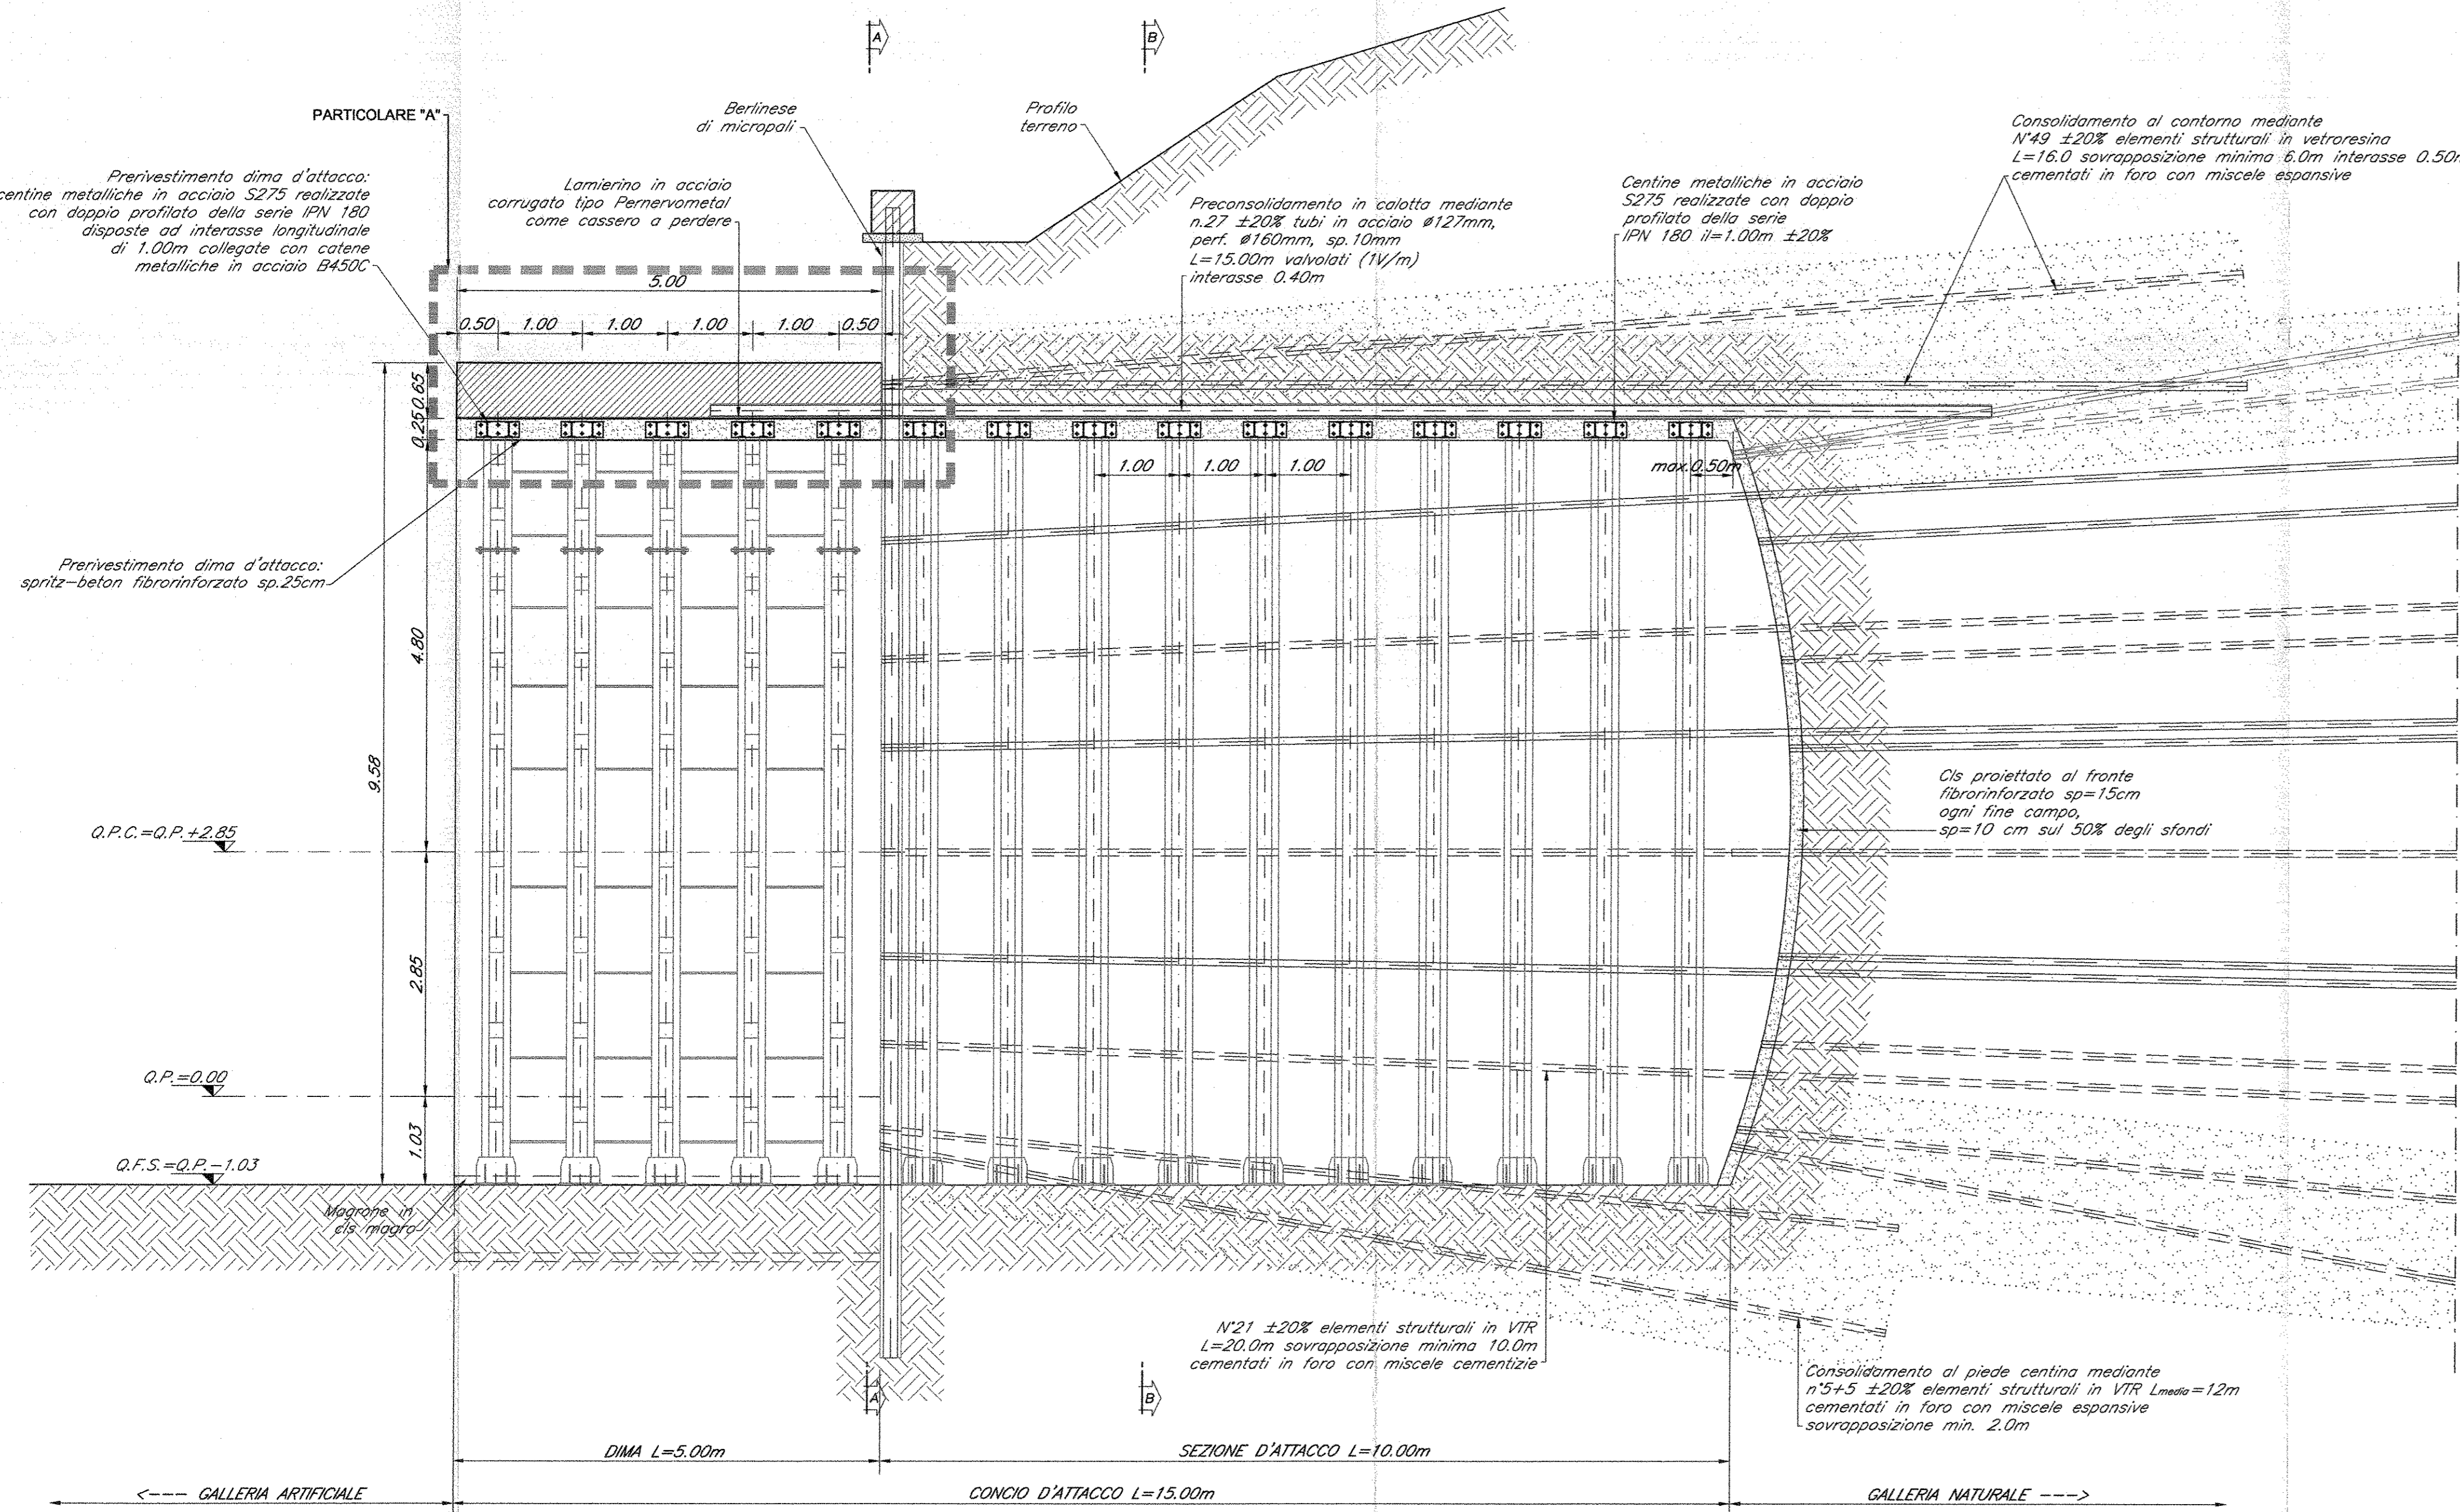 A
B
PARTICOLARE "A"
Berlinese
di micropali
Profilo
terreno
Consolidamento al contorno mediante
N°49 ±20% elementi strutturali in vetroresina
L=16.0 sovrapposizione minima 6.0m interasse 0.50m
cementati in foro con miscele espansive
Prerivestimento dima d'attacco:
centine metalliche in acciaio S275 realizzate
con doppio profilato della serie IPN 180
disposte ad interasse longitudinale
di 1.00m collegate con catene
metalliche in acciaio B450C
Lamierino in acciaio
corrugato tipo Pernervometal
come cassero a perdere
Preconsolidamento in calotta mediante
n.27 ±20% tubi in acciaio ø127mm,
perf. ø160mm, sp.10mm
L=15.00m valvolati (1V/m)
interasse 0.40m
Centine metalliche in acciaio
S275 realizzate con doppio
profilato della serie
IPN 180 il=1.00m ±20%
5.00
0.50 1.00 1.00 1.00 1.00 0.50
0.65
0.25
1.00 1.00 1.00
max.0.50m
Prerivestimento dima d'attacco:
spritz-beton fibrorinforzato sp.25cm
4.80
9.58
Cls proiettato al fronte
fibrorinforzato sp=15cm
ogni fine campo,
sp=10 cm sul 50% degli sfondi
Q.P.C.=Q.P.+2.85
2.85
Q.P.=0.00
1.03
Q.F.S.=Q.P.-1.03
Magrone in
cls magro
N°21 ±20% elementi strutturali in VTR
L=20.0m sovrapposizione minima 10.0m
cementati in foro con miscele cementizie
Consolidamento al piede centina mediante
n°5+5 ±20% elementi strutturali in VTR Lmedia=12m
cementati in foro con miscele espansive
sovrapposizione min. 2.0m
A
B
DIMA L=5.00m
SEZIONE D'ATTACCO L=10.00m
<--- GALLERIA ARTIFICIALE
CONCIO D'ATTACCO L=15.00m
GALLERIA NATURALE --->